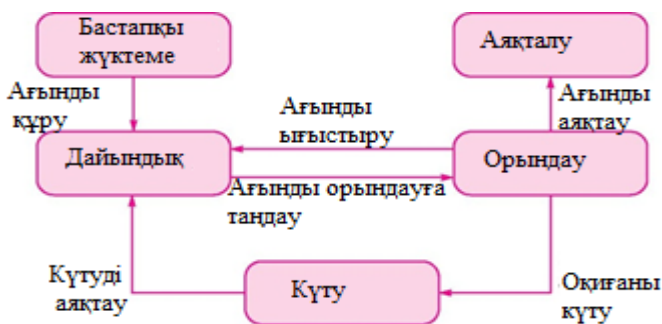 Бастапқы
жүктеме
Аяқталу
Ағынды
құру
Ағынды
ығыстыру
Ағынды
аяқтау
Дайындық
Орындау
Ағынды орындауға
таңдау
Күтуді
аяқтау
Күту
Оқиғаны
күту